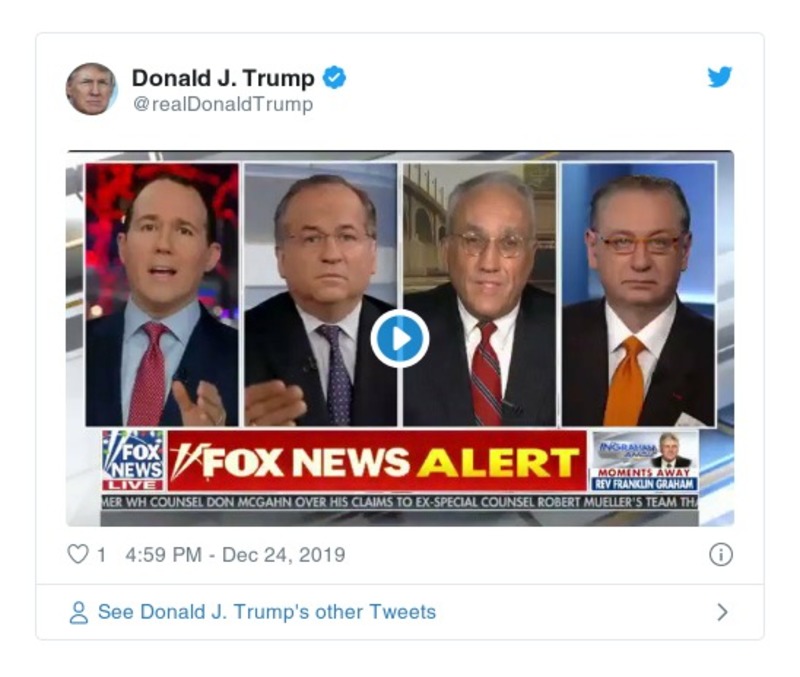 Donald J. Trump
@realDonaldTrump
FOX NEWS ALERT
FOX
NEWS
LIVE
INGRAHAM
ANGLE
MOMENTS AWAY
REV FRANKLIN GRAHAM
MER WH COUNSEL DON MCGAHN OVER HIS CLAIMS TO EX-SPECIAL COUNSEL ROBERT MUELLER'S TEAM THA
1 4:59 PM - Dec 24, 2019
See Donald J. Trump's other Tweets